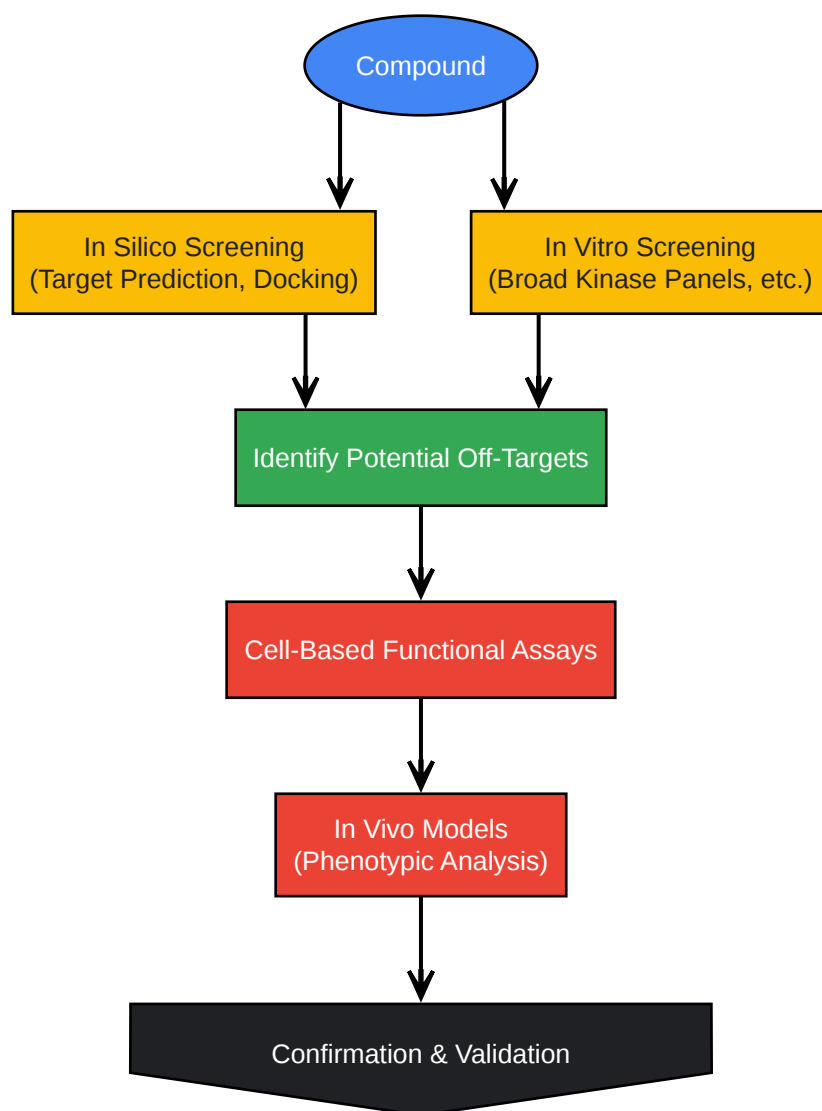 Compound
In Silico Screening
(Target Prediction, Docking)
In Vitro Screening
(Broad Kinase Panels, etc.)
Identify Potential Off-Targets
Cell-Based Functional Assays
In Vivo Models
(Phenotypic Analysis)
Confirmation & Validation